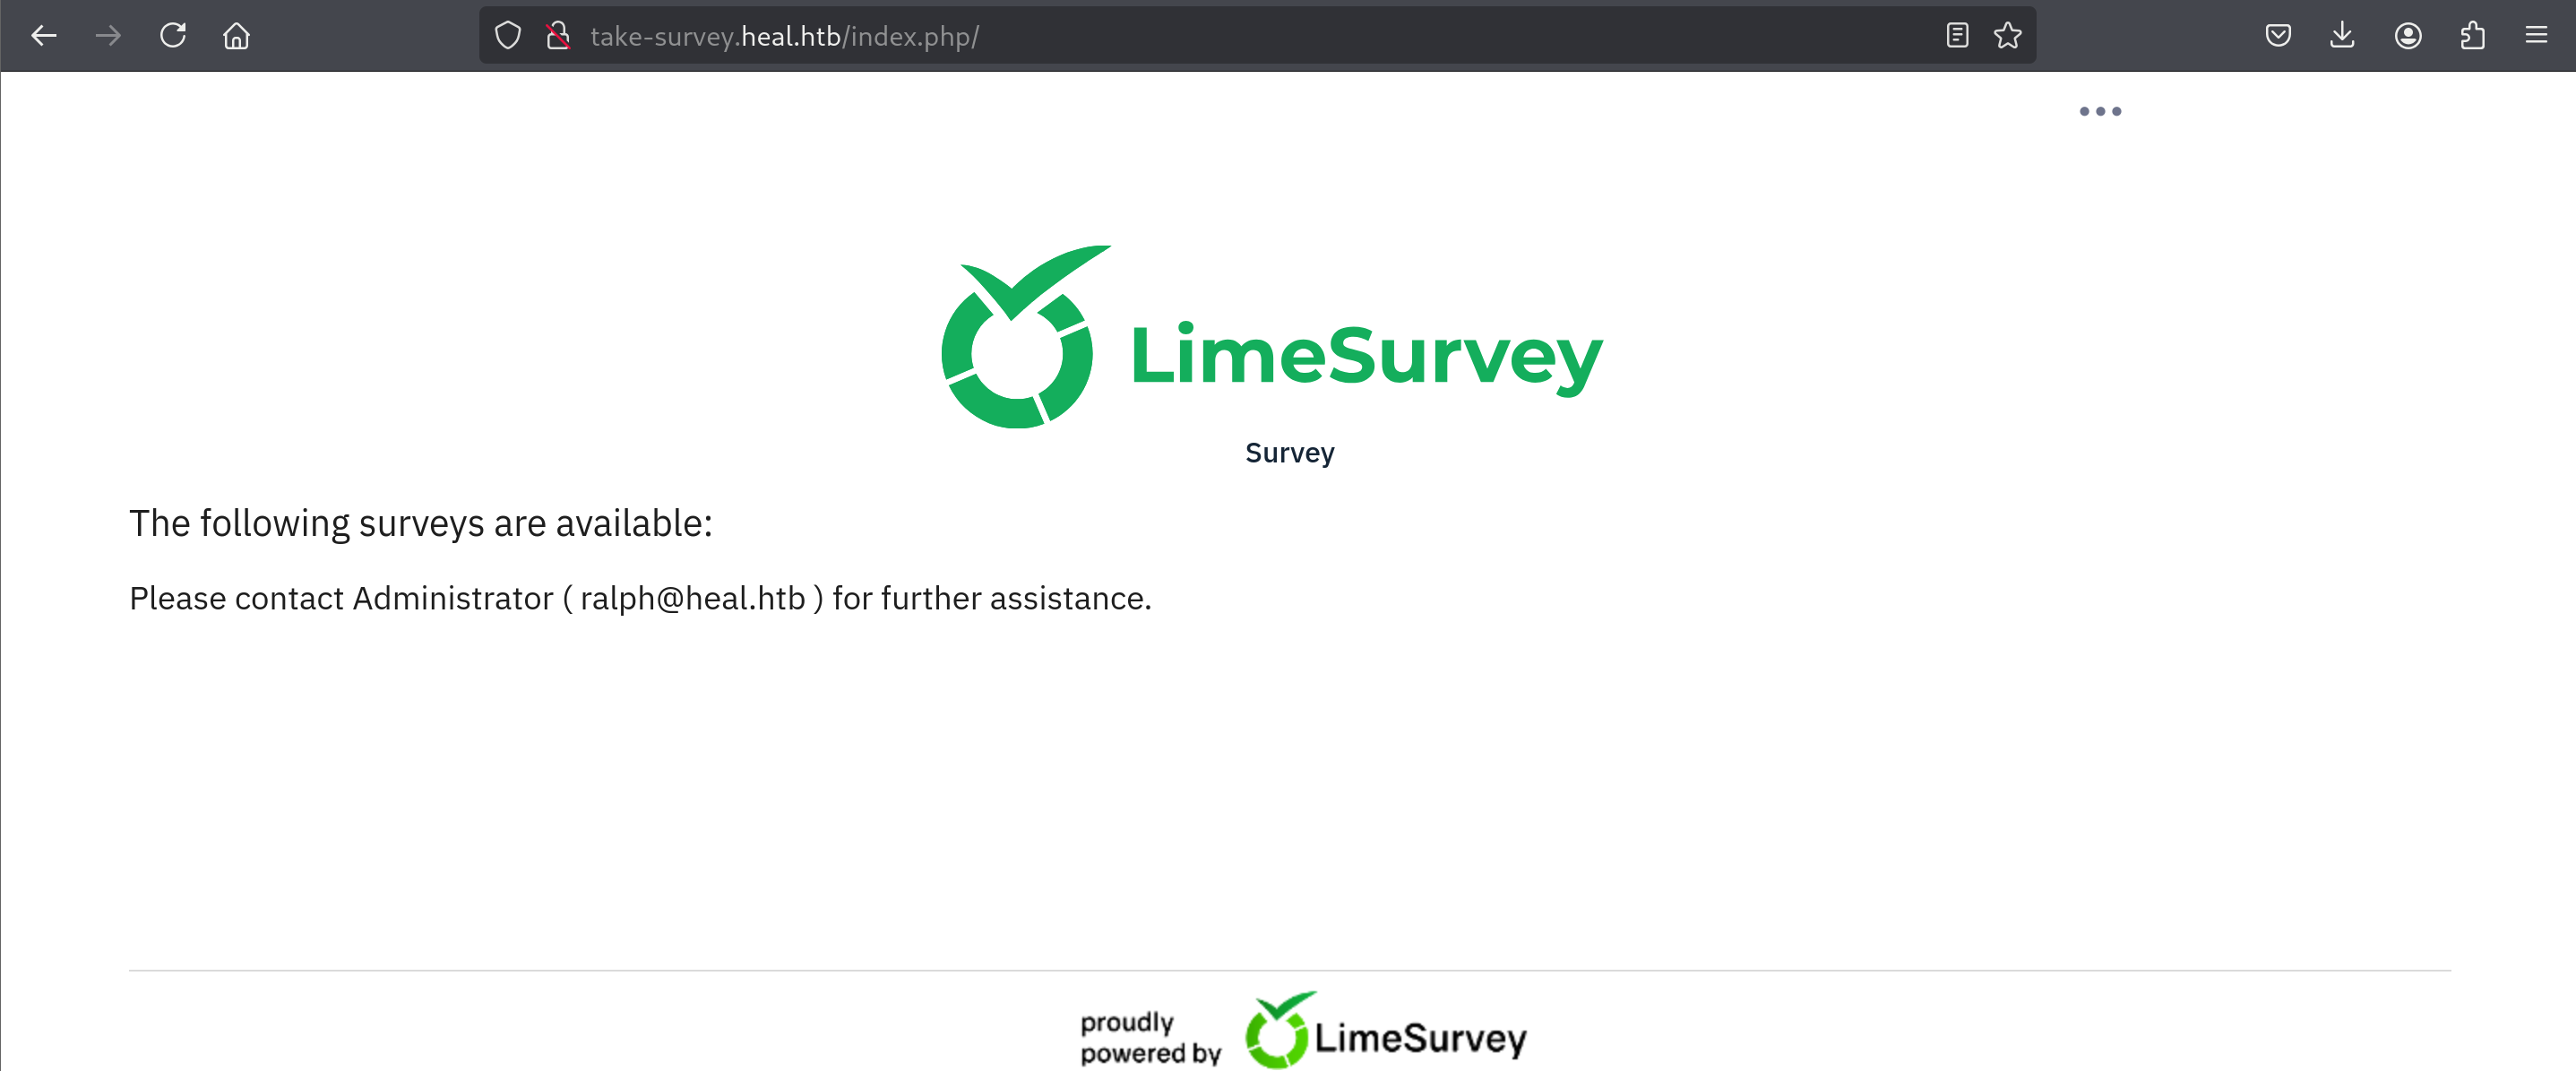 take-survey.heal.htb/index.php/
LimeSurvey
Survey
The following surveys are available:
Please contact Administrator ( ralph@heal.htb ) for further assistance.
proudly
powered by
LimeSurvey